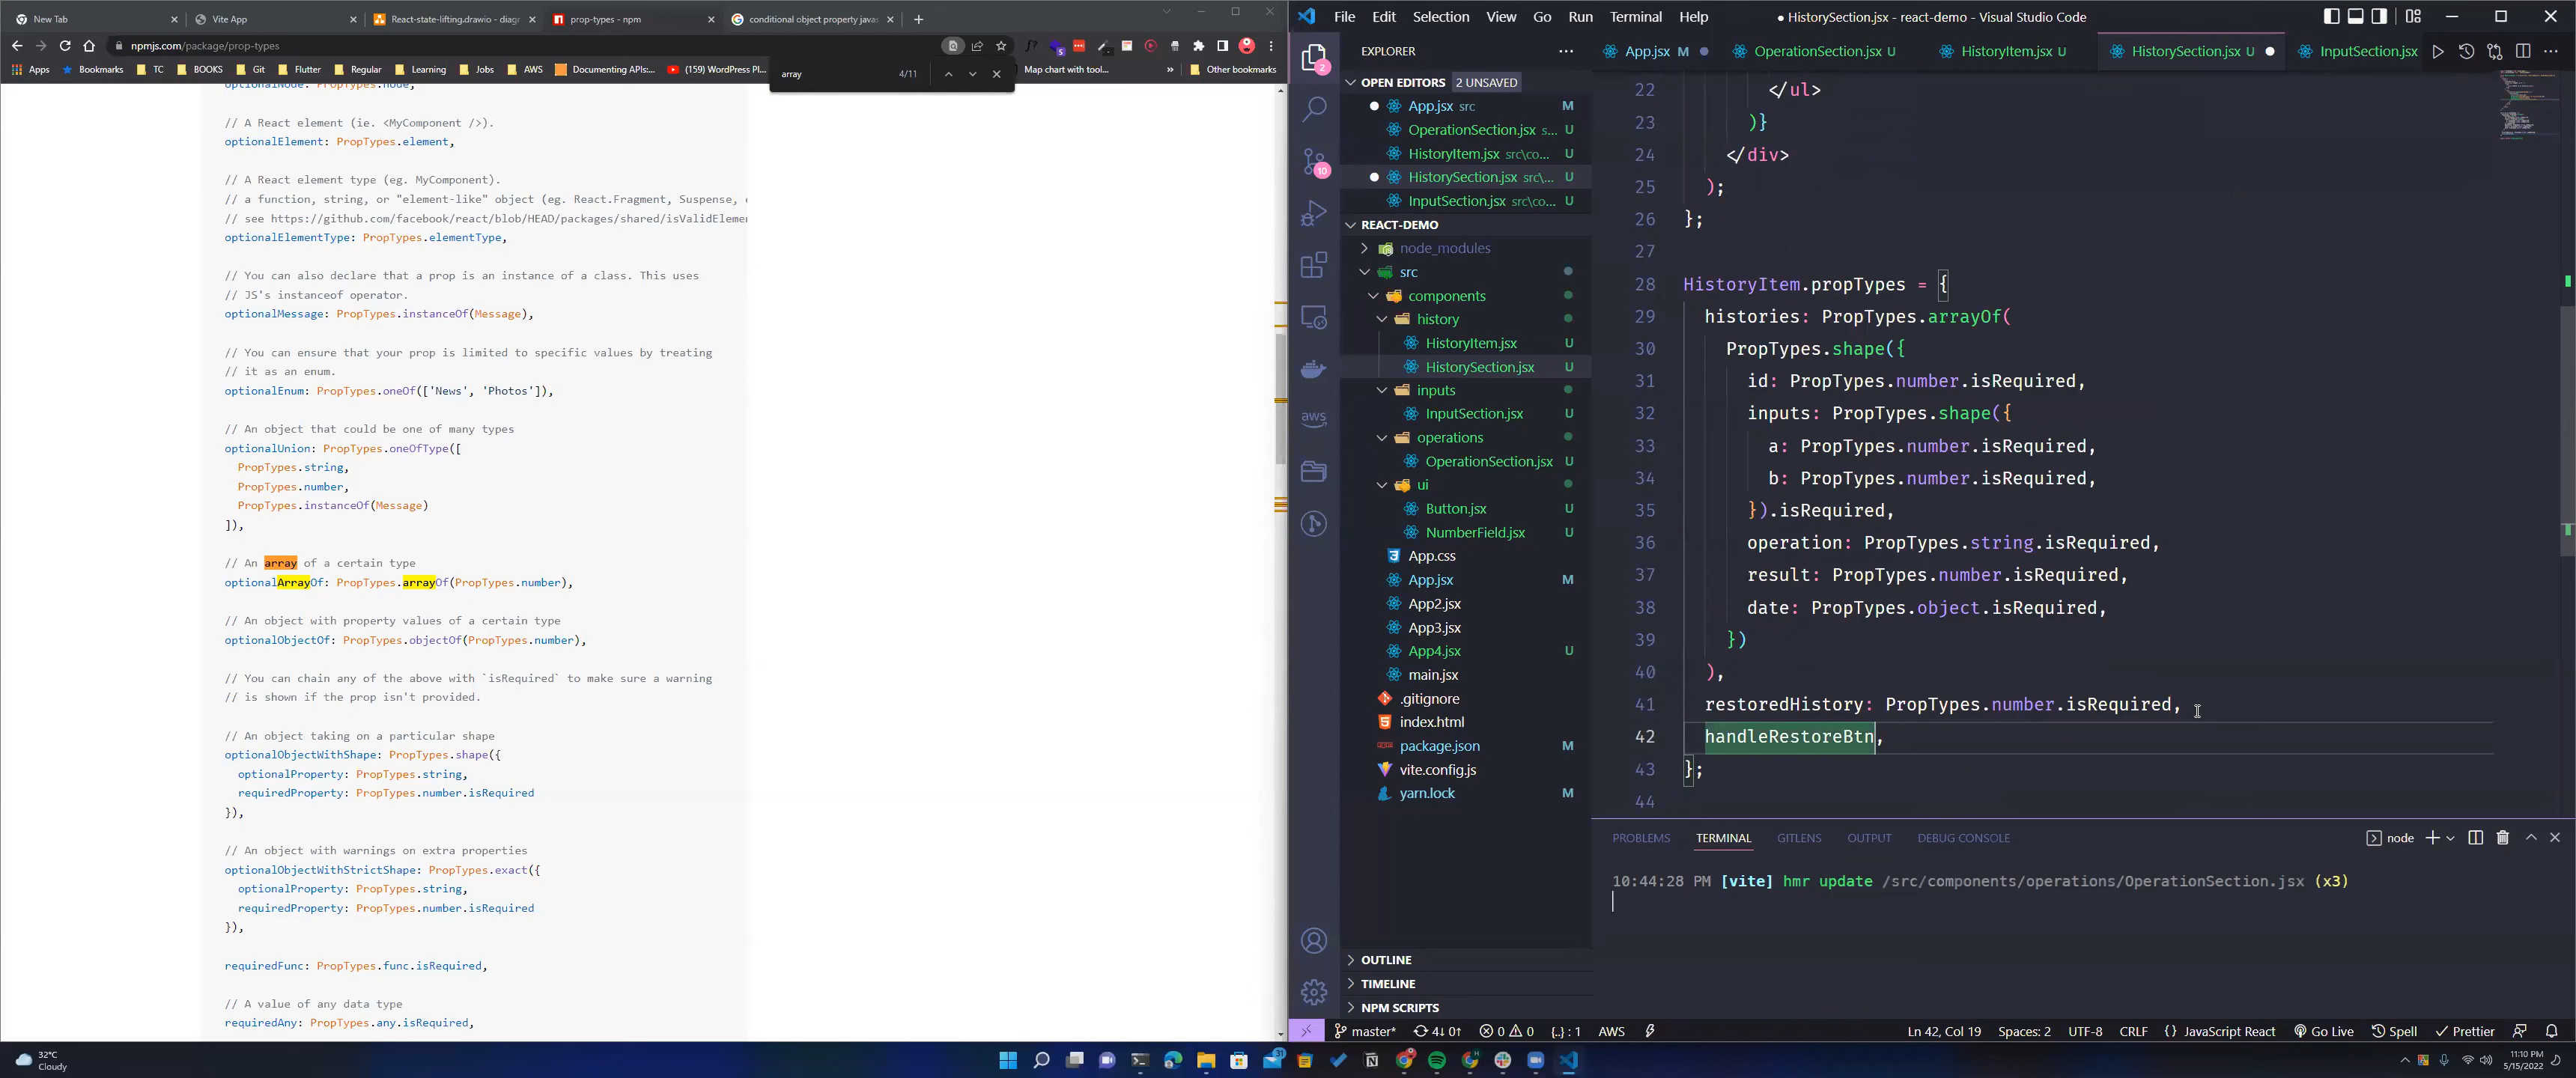 New Tab
Vite App
React-state-lifting.drawio - diagr
prop-types - npm
conditional object property javas
npmjs.com/package/prop-types
Apps Bookmarks TC BOOKS Git Flutter Regular Learning Jobs AWS Documenting APIs:... (159) WordPress Pl... Map chart with tool... » Other bookmarks
array 4/11
optionalNode: PropTypes.node,
// A React element (ie. <MyComponent />).
optionalElement: PropTypes.element,
// A React element type (eg. MyComponent).
// a function, string, or "element-like" object (eg. React.Fragment, Suspense, e
// see https://github.com/facebook/react/blob/HEAD/packages/shared/isValidElemen
optionalElementType: PropTypes.elementType,
// You can also declare that a prop is an instance of a class. This uses
// JS's instanceof operator.
optionalMessage: PropTypes.instanceOf(Message),
// You can ensure that your prop is limited to specific values by treating
// it as an enum.
optionalEnum: PropTypes.oneOf(['News', 'Photos']),
// An object that could be one of many types
optionalUnion: PropTypes.oneOfType([
PropTypes.string,
PropTypes.number,
PropTypes.instanceOf(Message)
]),
// An array of a certain type
optionalArrayOf: PropTypes.arrayOf(PropTypes.number),
// An object with property values of a certain type
optionalObjectOf: PropTypes.objectOf(PropTypes.number),
// You can chain any of the above with `isRequired` to make sure a warning
// is shown if the prop isn't provided.
// An object taking on a particular shape
optionalObjectWithShape: PropTypes.shape({
optionalProperty: PropTypes.string,
requiredProperty: PropTypes.number.isRequired
}),
// An object with warnings on extra properties
optionalObjectWithStrictShape: PropTypes.exact({
optionalProperty: PropTypes.string,
requiredProperty: PropTypes.number.isRequired
}),
requiredFunc: PropTypes.func.isRequired,
// A value of any data type
requiredAny: PropTypes.any.isRequired,
File Edit Selection View Go Run Terminal Help
● HistorySection.jsx - react-demo - Visual Studio Code
EXPLORER
OPEN EDITORS 2 UNSAVED
App.jsx src M
OperationSection.jsx s... U
HistoryItem.jsx src\co... U
HistorySection.jsx src\... U
InputSection.jsx src\co... U
REACT-DEMO
node_modules
src
components
history
HistoryItem.jsx U
HistorySection.jsx U
inputs
InputSection.jsx U
operations
OperationSection.jsx U
ui
Button.jsx U
NumberField.jsx U
App.css
App.jsx M
App2.jsx
App3.jsx
App4.jsx U
main.jsx
.gitignore
index.html
package.json M
vite.config.js
yarn.lock M
OUTLINE
TIMELINE
NPM SCRIPTS
2
10
aws
App.jsx M
OperationSection.jsx U
HistoryItem.jsx U
HistorySection.jsx U
InputSection.jsx
22 </ul>
23 )}
24 </div>
25 );
26 };
27
28 HistoryItem.propTypes = {
29 histories: PropTypes.arrayOf(
30 PropTypes.shape({
31 id: PropTypes.number.isRequired,
32 inputs: PropTypes.shape({
33 a: PropTypes.number.isRequired,
34 b: PropTypes.number.isRequired,
35 }).isRequired,
36 operation: PropTypes.string.isRequired,
37 result: PropTypes.number.isRequired,
38 date: PropTypes.object.isRequired,
39 })
40 ),
41 restoredHistory: PropTypes.number.isRequired,
42 handleRestoreBtn,
43 };
44
PROBLEMS TERMINAL GITLENS OUTPUT DEBUG CONSOLE
node
10:44:28 PM [vite] hmr update /src/components/operations/OperationSection.jsx (x3)
master* 4↓ 0↑ 0 0 {..} : 1 AWS
Ln 42, Col 19 Spaces: 2 UTF-8 CRLF {} JavaScript React Go Live Spell Prettier
32°C
Cloudy
31
11:10 PM
5/15/2022